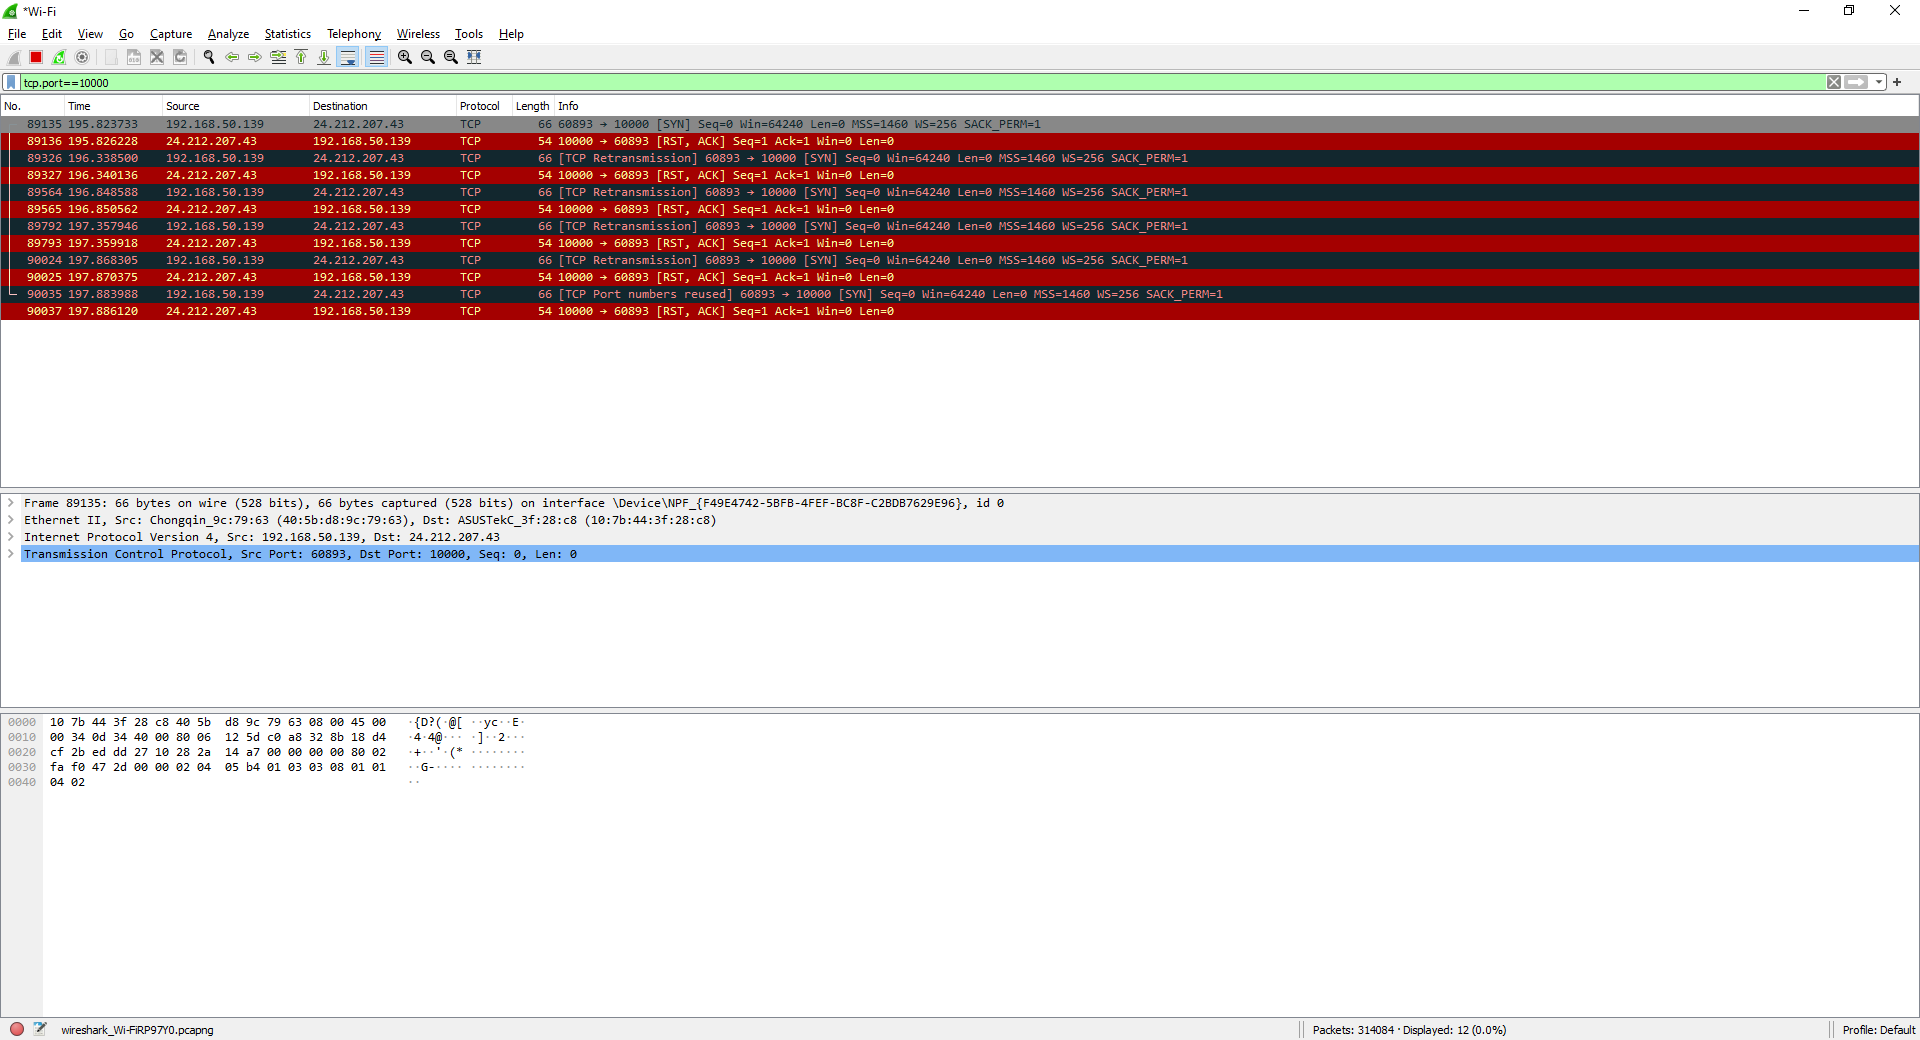 *Wi-Fi
File Edit View Go Capture Analyze Statistics Telephony Wireless Tools Help
tcp.port==10000
No. Time Source Destination Protocol Length Info
89135 195.823733 192.168.50.139 24.212.207.43 TCP 66 60893 → 10000 [SYN] Seq=0 Win=64240 Len=0 MSS=1460 WS=256 SACK_PERM=1
89136 195.826228 24.212.207.43 192.168.50.139 TCP 54 10000 → 60893 [RST, ACK] Seq=1 Ack=1 Win=0 Len=0
89326 196.338500 192.168.50.139 24.212.207.43 TCP 66 [TCP Retransmission] 60893 → 10000 [SYN] Seq=0 Win=64240 Len=0 MSS=1460 WS=256 SACK_PERM=1
89327 196.340136 24.212.207.43 192.168.50.139 TCP 54 10000 → 60893 [RST, ACK] Seq=1 Ack=1 Win=0 Len=0
89564 196.848588 192.168.50.139 24.212.207.43 TCP 66 [TCP Retransmission] 60893 → 10000 [SYN] Seq=0 Win=64240 Len=0 MSS=1460 WS=256 SACK_PERM=1
89565 196.850562 24.212.207.43 192.168.50.139 TCP 54 10000 → 60893 [RST, ACK] Seq=1 Ack=1 Win=0 Len=0
89792 197.357946 192.168.50.139 24.212.207.43 TCP 66 [TCP Retransmission] 60893 → 10000 [SYN] Seq=0 Win=64240 Len=0 MSS=1460 WS=256 SACK_PERM=1
89793 197.359918 24.212.207.43 192.168.50.139 TCP 54 10000 → 60893 [RST, ACK] Seq=1 Ack=1 Win=0 Len=0
90024 197.868305 192.168.50.139 24.212.207.43 TCP 66 [TCP Retransmission] 60893 → 10000 [SYN] Seq=0 Win=64240 Len=0 MSS=1460 WS=256 SACK_PERM=1
90025 197.870375 24.212.207.43 192.168.50.139 TCP 54 10000 → 60893 [RST, ACK] Seq=1 Ack=1 Win=0 Len=0
90035 197.883988 192.168.50.139 24.212.207.43 TCP 66 [TCP Port numbers reused] 60893 → 10000 [SYN] Seq=0 Win=64240 Len=0 MSS=1460 WS=256 SACK_PERM=1
90037 197.886120 24.212.207.43 192.168.50.139 TCP 54 10000 → 60893 [RST, ACK] Seq=1 Ack=1 Win=0 Len=0
Frame 89135: 66 bytes on wire (528 bits), 66 bytes captured (528 bits) on interface \Device\NPF_{F49E4742-5BFB-4FEF-BC8F-C2BDB7629E96}, id 0
Ethernet II, Src: Chongqin_9c:79:63 (40:5b:d8:9c:79:63), Dst: ASUSTekC_3f:28:c8 (10:7b:44:3f:28:c8)
Internet Protocol Version 4, Src: 192.168.50.139, Dst: 24.212.207.43
Transmission Control Protocol, Src Port: 60893, Dst Port: 10000, Seq: 0, Len: 0
0000 10 7b 44 3f 28 c8 40 5b d8 9c 79 63 08 00 45 00 ·{D?(·@[ ··yc··E·
0010 00 34 0d 34 40 00 80 06 12 5d c0 a8 32 8b 18 d4 ·4·4@··· ·]··2···
0020 cf 2b ed dd 27 10 28 2a 14 a7 00 00 00 00 80 02 ·+··'·(* ········
0030 fa f0 47 2d 00 00 02 04 05 b4 01 03 03 08 01 01 ··G-···· ········
0040 04 02 ··
wireshark_Wi-FiRP97Y0.pcapng Packets: 314084 · Displayed: 12 (0.0%) Profile: Default